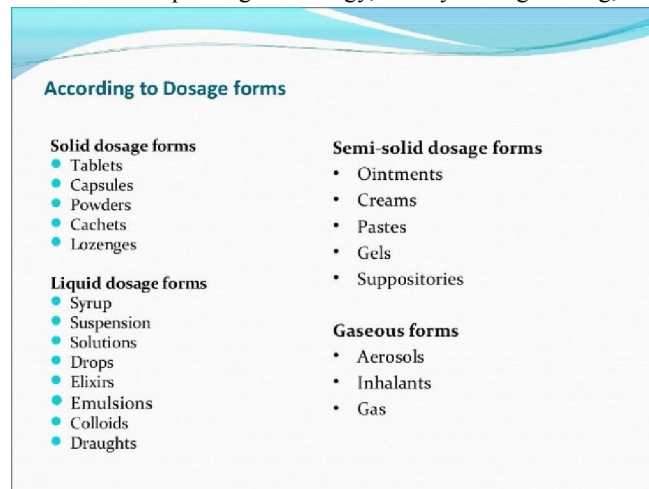 According to Dosage forms
Solid dosage forms
Tablets
Capsules
Powders
Cachets
Lozenges
Liquid dosage forms
Syrup
Suspension
Solutions
Drops
Elixirs
Emulsions
Colloids
Draughts
Semi-solid dosage forms
• Ointments
• Creams
• Pastes
• Gels
• Suppositories
Gaseous forms
• Aerosols
• Inhalants
• Gas